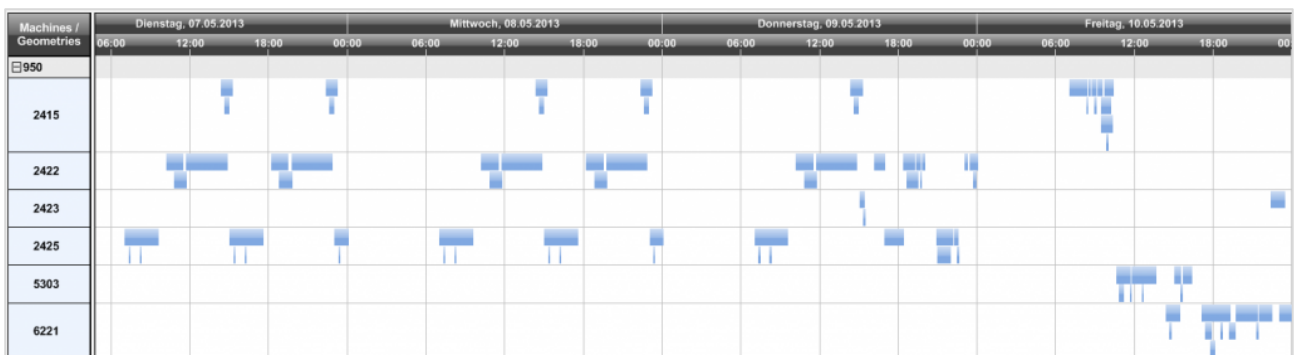 Machines / Geometries
Dienstag, 07.05.2013 Mittwoch, 08.05.2013 Donnerstag, 09.05.2013 Freitag, 10.05.2013
06:00 12:00 18:00 00:00 06:00 12:00 18:00 00:00 06:00 12:00 18:00 00:00 06:00 12:00 18:00 00:
950
2415
2422
2423
2425
5303
6221